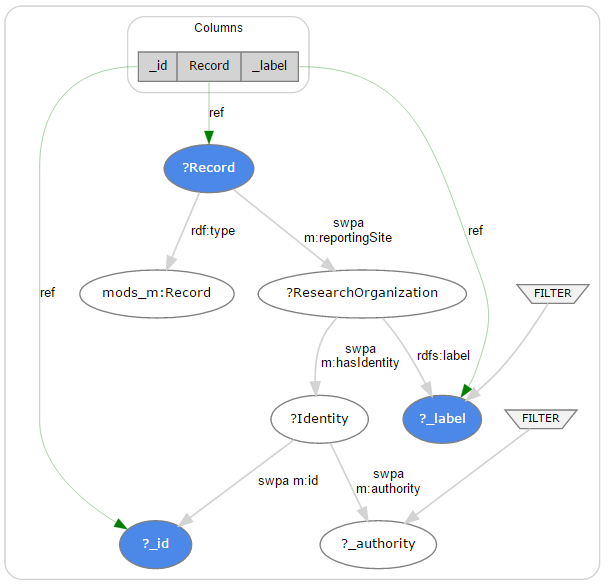 Columns
_id Record _label
ref
?Record
rdf:type
swpa
m:reportingSite
ref
ref
mods_m:Record
?ResearchOrganization
FILTER
swpa
m:hasIdentity
rdfs:label
?Identity
?_label
FILTER
swpa m:id
swpa
m:authority
?_id
?_authority